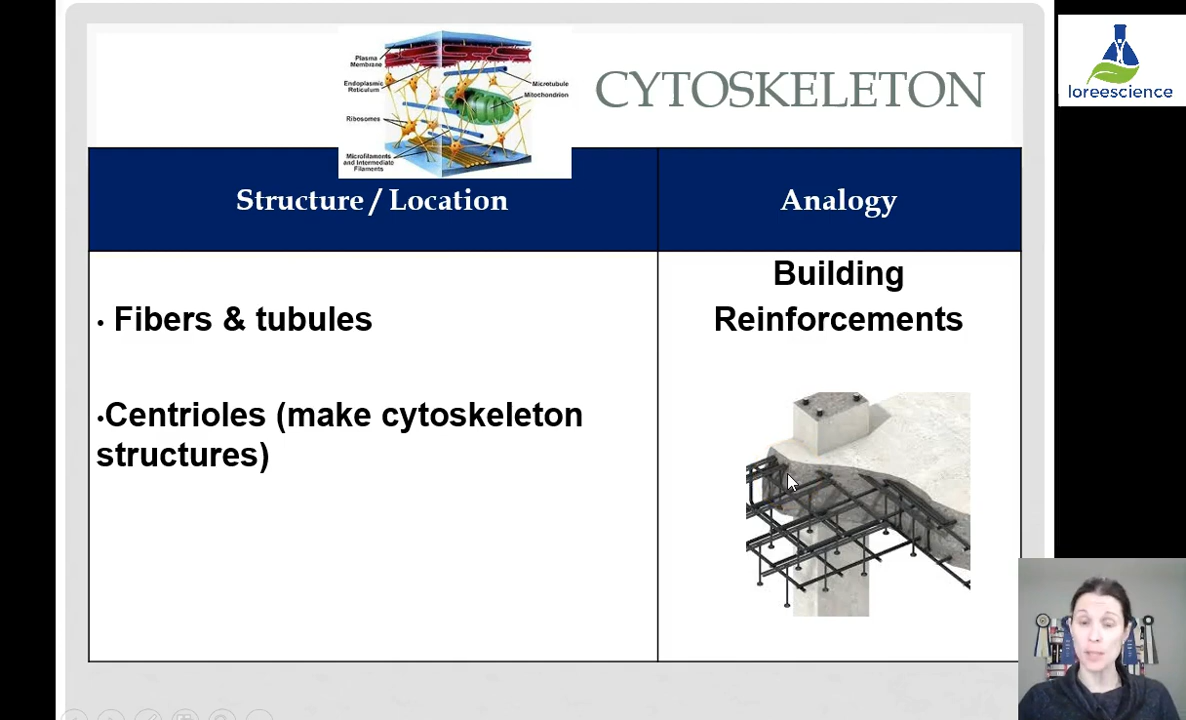 Plasma
Membrane
Endoplasmic
Reticulum
Ribosomes
Microfilaments
and Intermediate
Filaments
Microtubule
Mitochondrion
CYTOSKELETON
loreescience
Structure / Location
Analogy
• Fibers & tubules
•Centrioles (make cytoskeleton
structures)
Building
Reinforcements